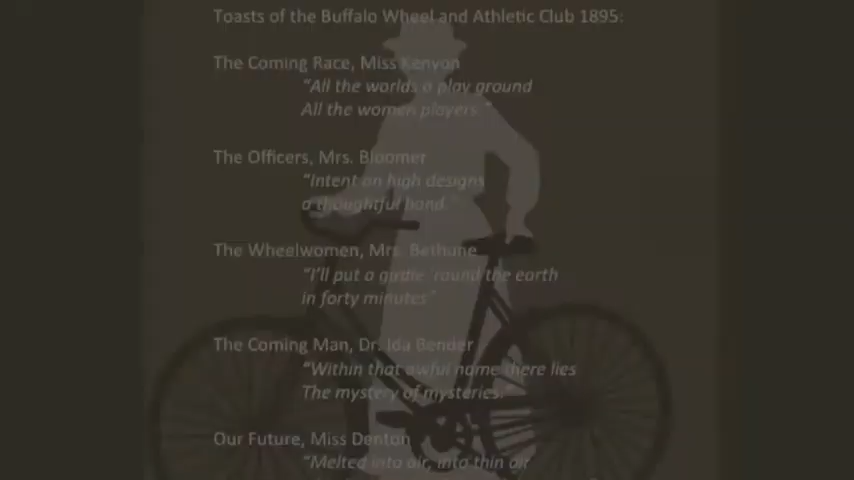 Toasts of the Buffalo Wheel and Athletic Club 1895:
The Coming Race, Miss Kenyon
"All the worlds a play ground
All the women players."
The Officers, Mrs. Bloomer
"Intent on high designs
a thoughtful band."
The Wheelwomen, Mrs. Bethune
"I'll put a girdle 'round the earth
in forty minutes"
The Coming Man, Dr. Ida Bender
"Within that awful name there lies
The mystery of mysteries."
Our Future, Miss Denton
"Melted into air, into thin air